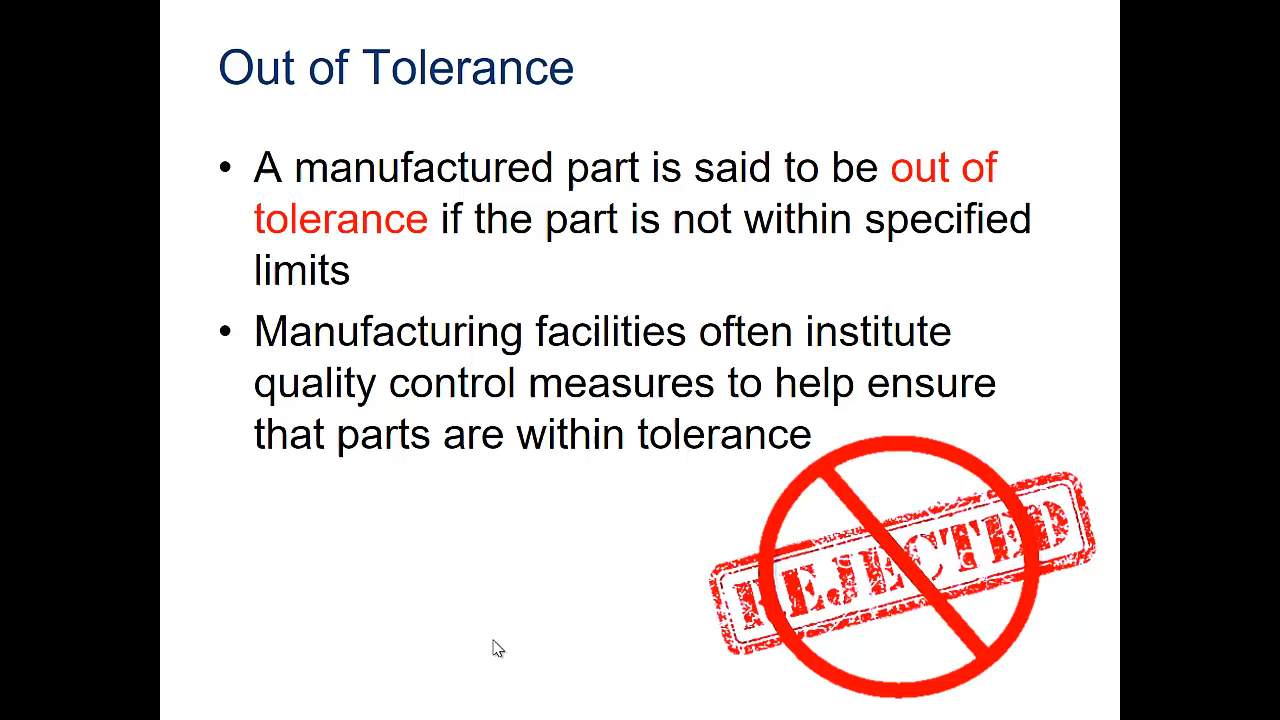 Out of Tolerance
• A manufactured part is said to be out of
tolerance if the part is not within specified
limits
• Manufacturing facilities often institute
quality control measures to help ensure
that parts are within tolerance
REJECTED